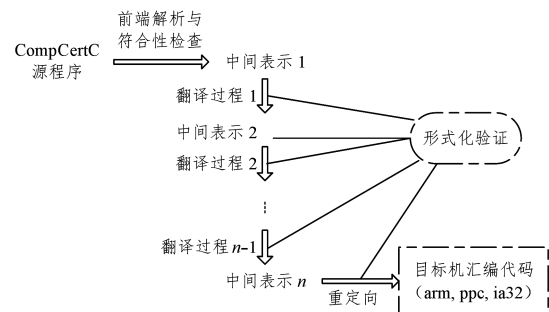 前端解析与
符合性检查
CompCertC
源程序
中间表示 1
翻译过程 1
中间表示 2
形式化验证
翻译过程 2
⋮
翻译过程 n-1
中间表示 n
重定向
目标机汇编代码
（arm, ppc, ia32）